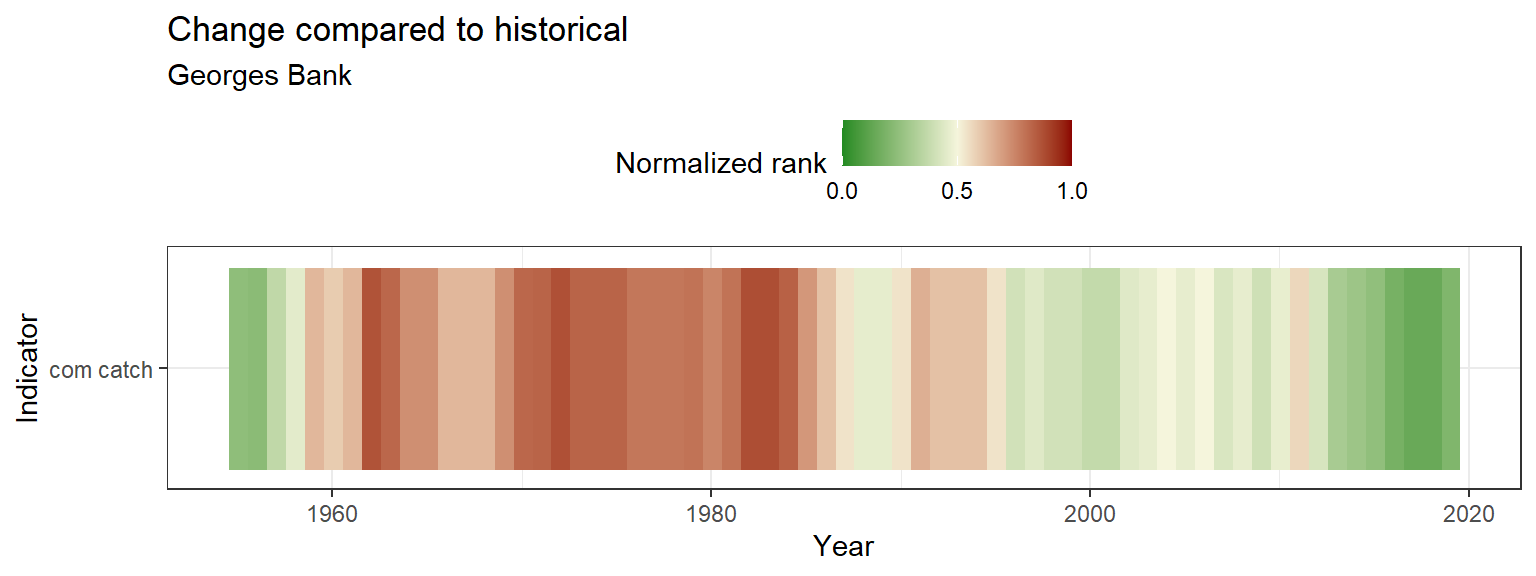 Change compared to historical
Georges Bank
Normalized rank
0.0 0.5 1.0
Indicator
com catch
1960 1980 2000 2020
Year